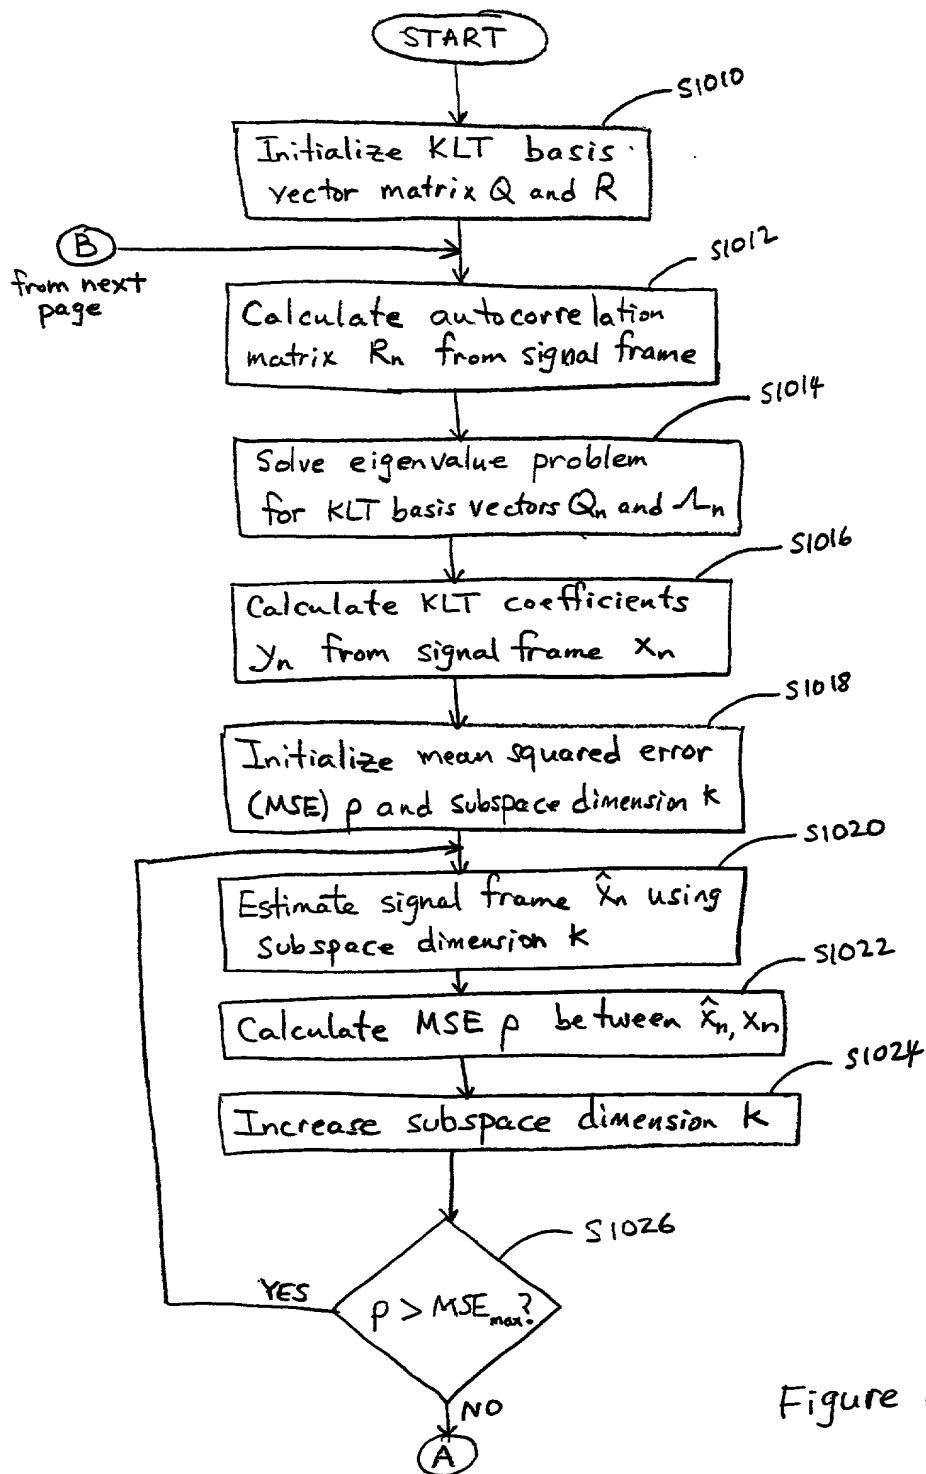 START
S1010
Initialize KLT basis
vector matrix Q and R
B
from next
page
S1012
Calculate autocorrelation
matrix Rn from signal frame
S1014
Solve eigenvalue problem
for KLT basis vectors Qn and Λn
S1016
Calculate KLT coefficients
yn from signal frame xn
S1018
Initialize mean squared error
(MSE) ρ and subspace dimension k
S1020
Estimate signal frame x̂n using
subspace dimension k
S1022
Calculate MSE ρ between x̂n, xn
S1024
Increase subspace dimension k
S1026
YES
ρ > MSEmax?
NO
A
Figure